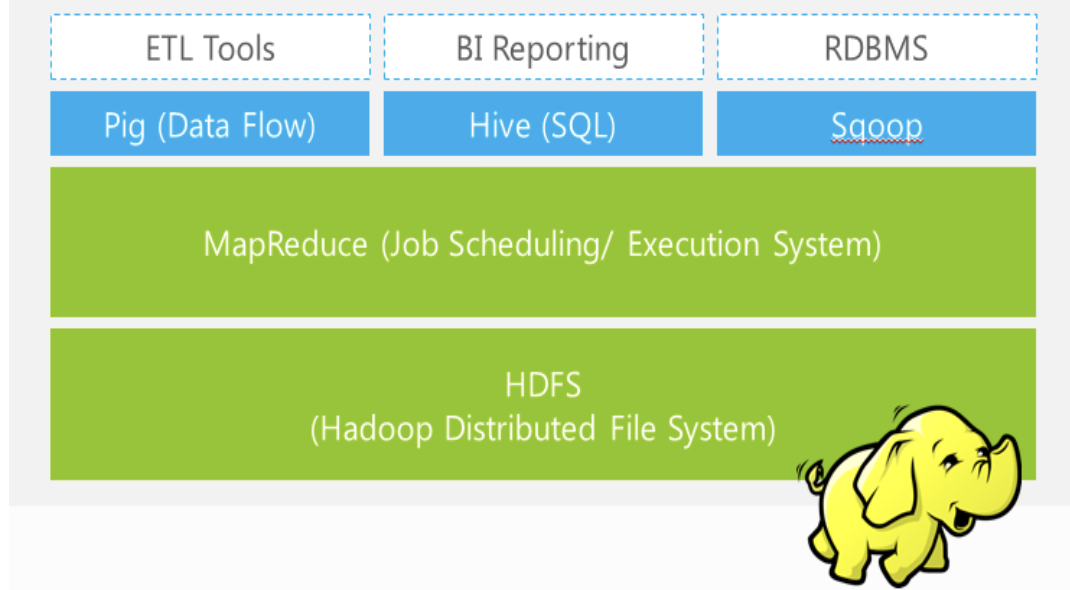 ETL Tools
BI Reporting
RDBMS
Pig (Data Flow)
Hive (SQL)
Sqoop
MapReduce (Job Scheduling/ Execution System)
HDFS
(Hadoop Distributed File System)